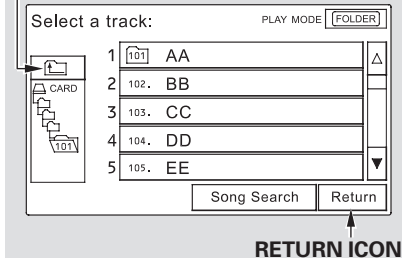 Select a track: PLAY MODE FOLDER
1 101 AA
CARD 2 102. BB
3 103. CC
101 4 104. DD
5 105. EE
Song Search Return
RETURN ICON